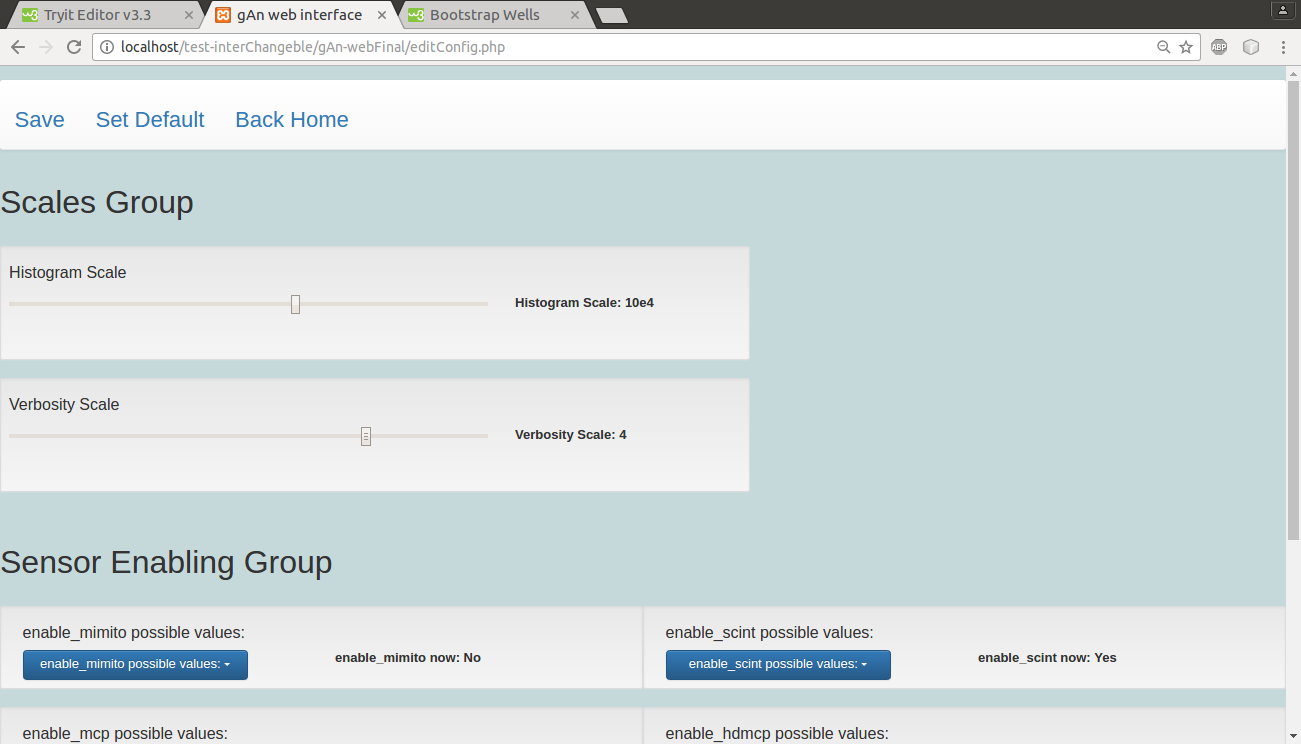 Tryit Editor v3.3
gAn web interface
Bootstrap Wells
localhost/test-interChangeble/gAn-webFinal/editConfig.php
ABP
Save Set Default Back Home
Scales Group
Histogram Scale
Histogram Scale: 10e4
Verbosity Scale
Verbosity Scale: 4
Sensor Enabling Group
enable_mimito possible values:
enable_mimito possible values:
enable_mimito now: No
enable_scint possible values:
enable_scint possible values:
enable_scint now: Yes
enable_mcp possible values:
enable_hdmcp possible values: